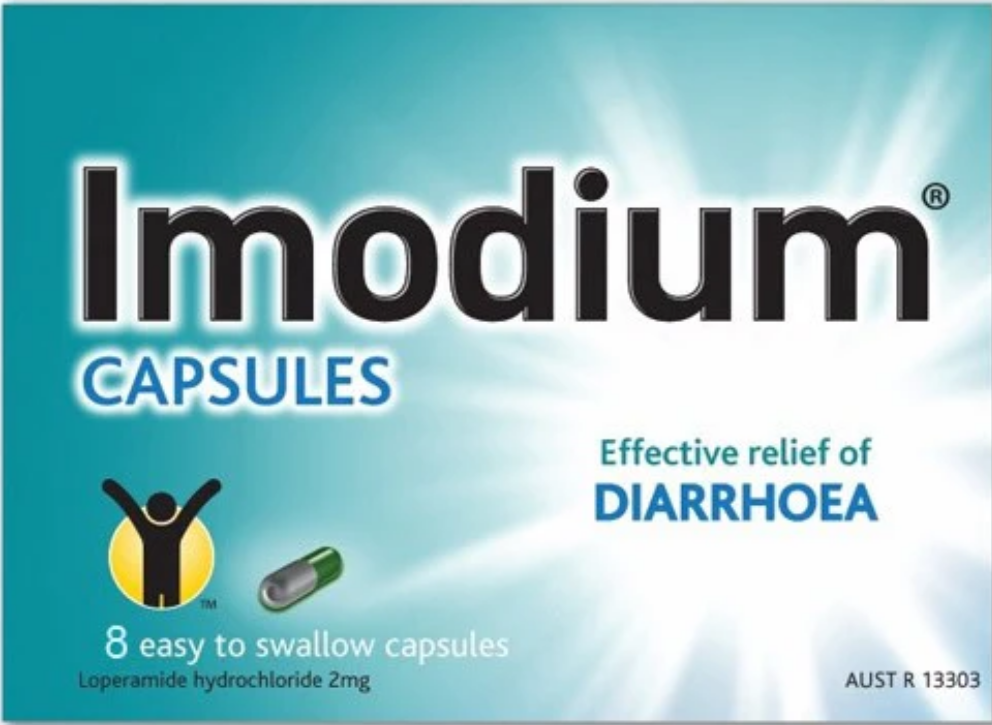 Imodium®
CAPSULES
Effective relief of
DIARRHOEA
TM
8 easy to swallow capsules
Loperamide hydrochloride 2mg
AUST R 13303